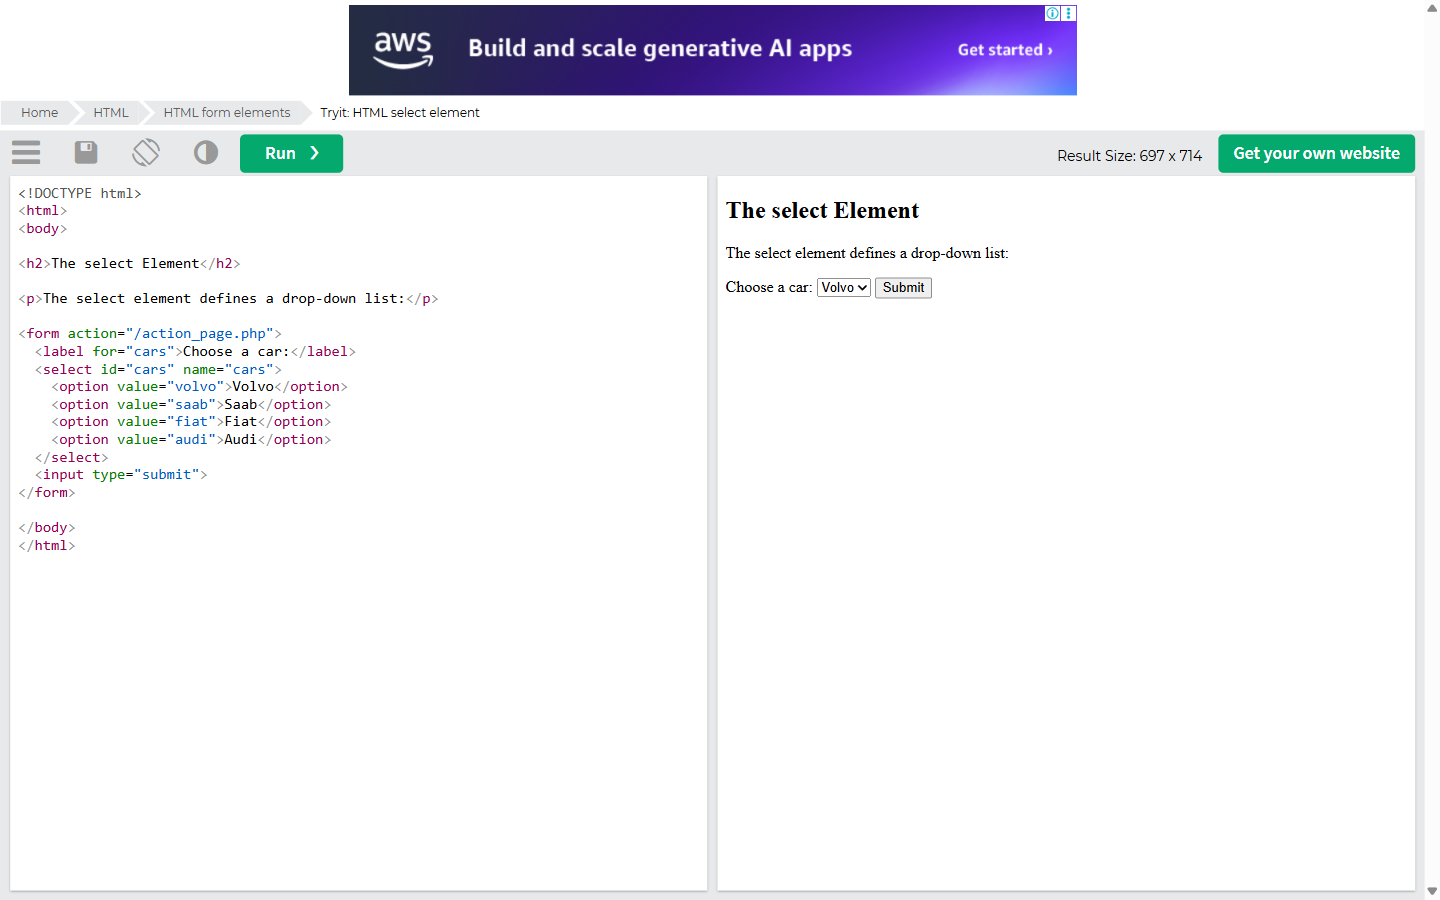 aws
Build and scale generative AI apps
Get started ›
Home
HTML
HTML form elements
Tryit: HTML select element
Run ❯
Result Size: 697 x 714
Get your own website
<!DOCTYPE html>
<html>
<body>
<h2>The select Element</h2>
<p>The select element defines a drop-down list:</p>
<form action="/action_page.php">
  <label for="cars">Choose a car:</label>
  <select id="cars" name="cars">
    <option value="volvo">Volvo</option>
    <option value="saab">Saab</option>
    <option value="fiat">Fiat</option>
    <option value="audi">Audi</option>
  </select>
  <input type="submit">
</form>
</body>
</html>
The select Element
The select element defines a drop-down list:
Choose a car: Volvo Submit